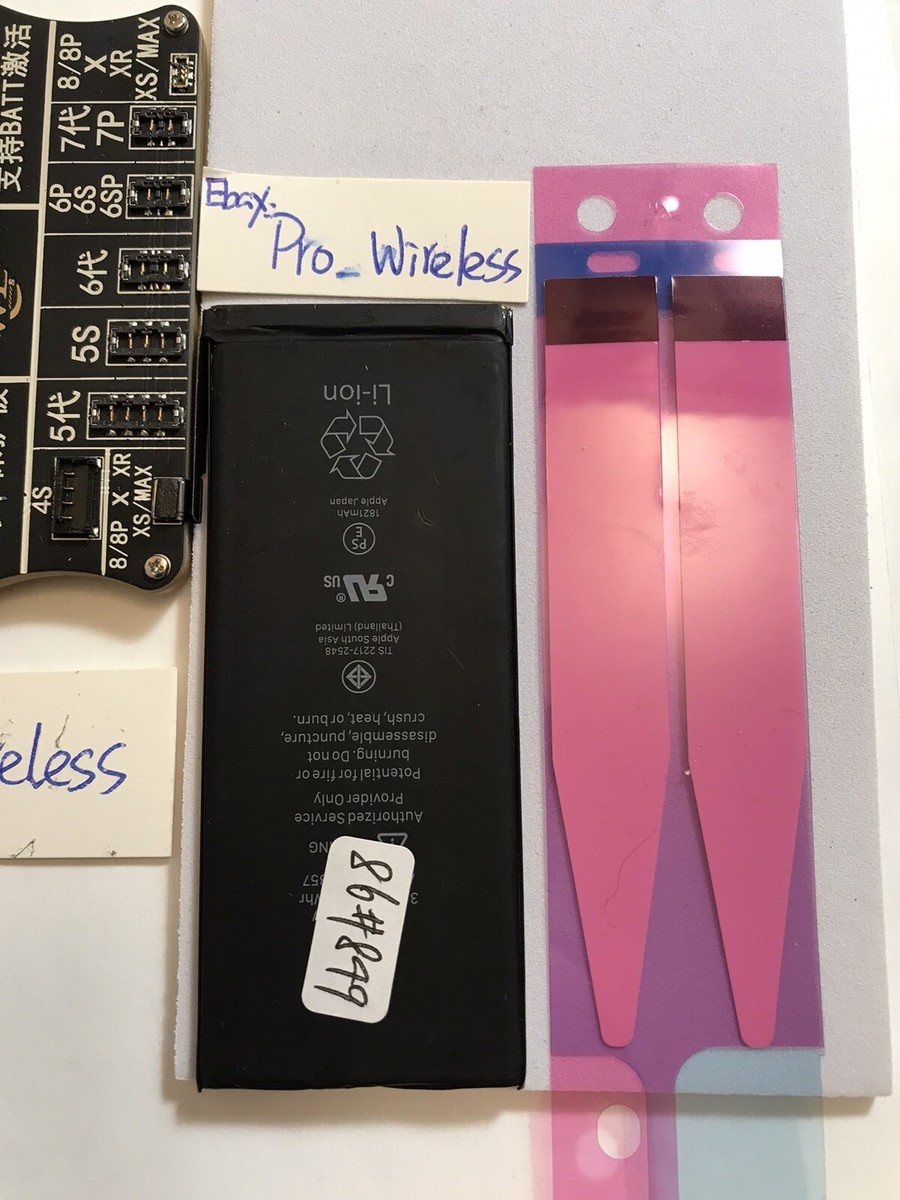 支持BATT激活
8/8P
X
XR
XS/MAX
7代
7P
6P
6S
6SP
6代
5S
5代
4S
8/8P X XR
XS/MAX
Ebay:
Pro_Wireless
eless
86#899
WARNING
Authorized Service
Provider Only
Potential for fire or
burning. Do not
disassemble, puncture,
crush, heat, or burn.
TIS 2217-2548
Apple South Asia
(Thailand) Limited
C RU US
®
PS
E
1821mAh
Apple Japan
Li-ion